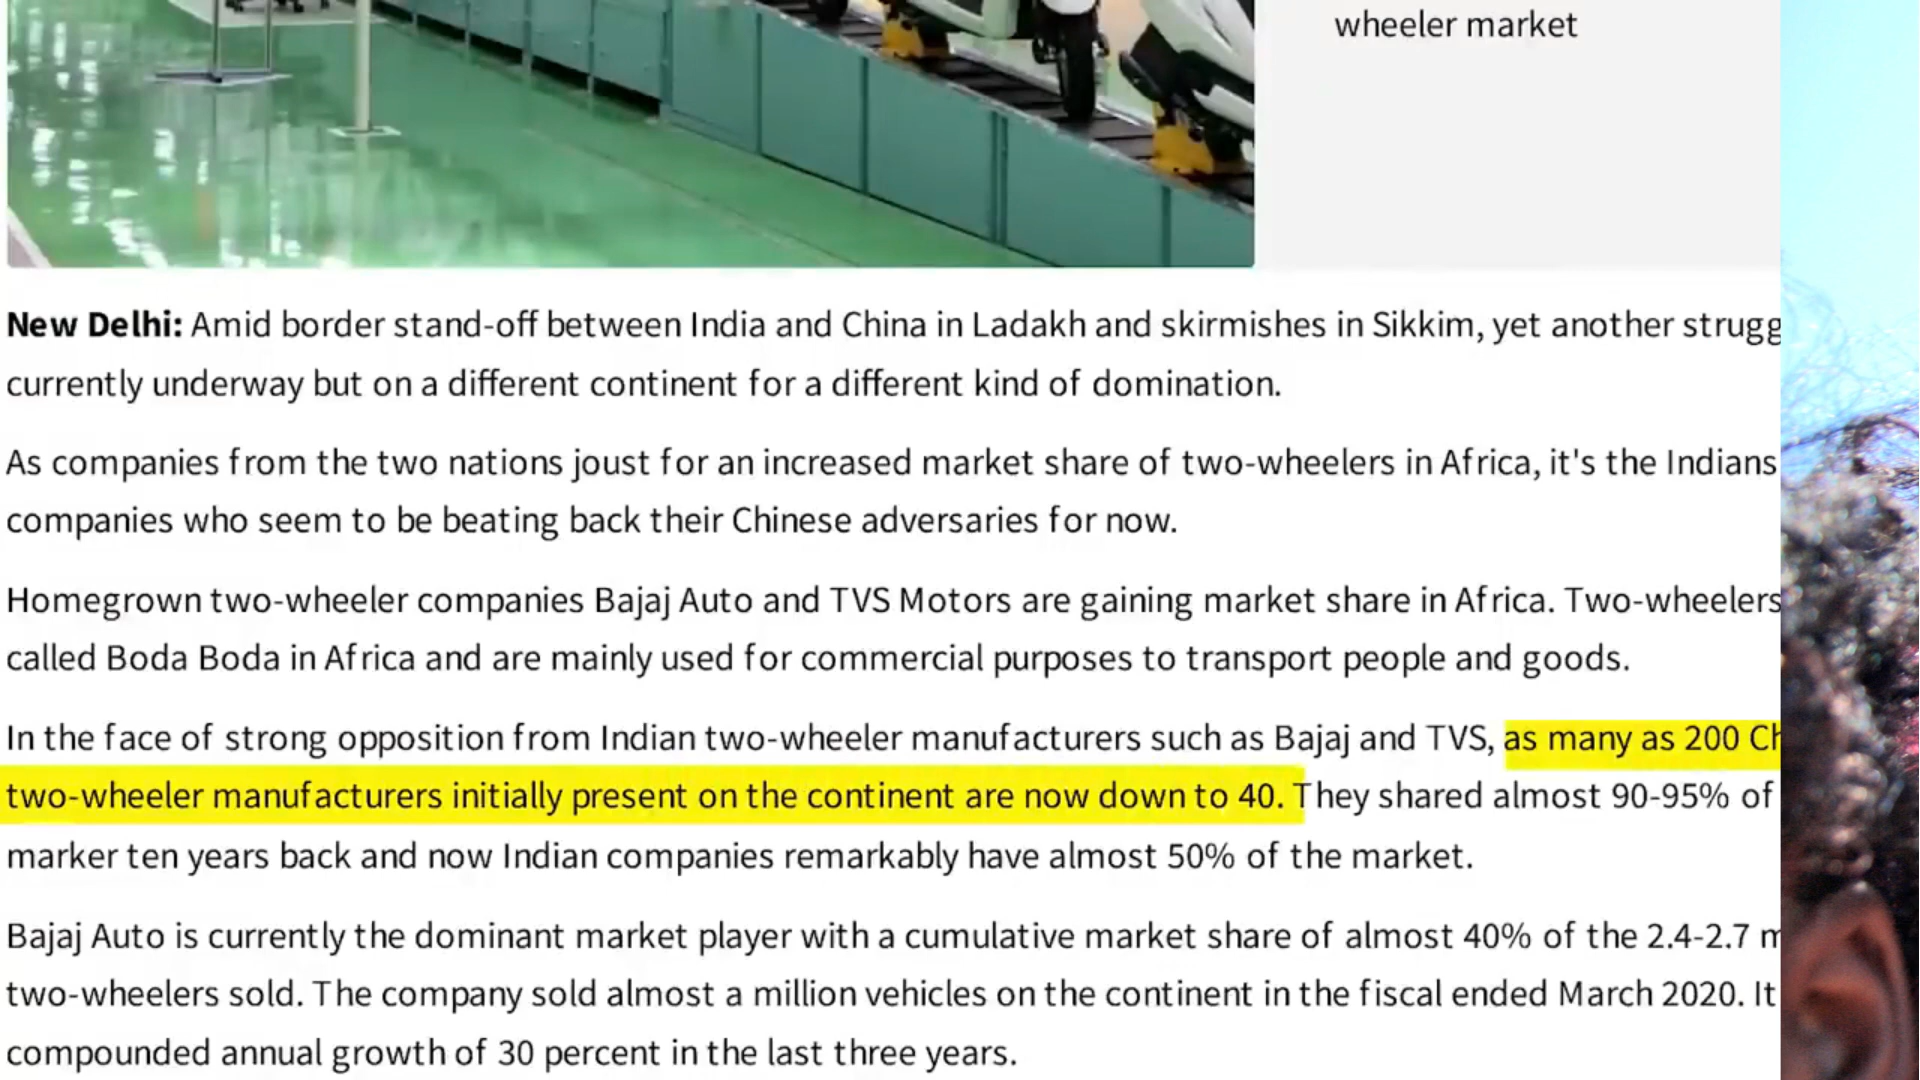 wheeler market
New Delhi: Amid border stand-off between India and China in Ladakh and skirmishes in Sikkim, yet another
currently underway but on a different continent for a different kind of domination.
As companies from the two nations joust for an increased market share of two-wheelers in Africa, it's the Indians
companies who seem to be beating back their Chinese adversaries for now.
Homegrown two-wheeler companies Bajaj Auto and TVS Motors are gaining market share in Africa. Two-wheelers
called Boda Boda in Africa and are mainly used for commercial purposes to transport people and goods.
In the face of strong opposition from Indian two-wheeler manufacturers such as Bajaj and TVS, as many as 200
two-wheeler manufacturers initially present on the continent are now down to 40. They shared almost 90-95% of
marker ten years back and now Indian companies remarkably have almost 50% of the market.
Bajaj Auto is currently the dominant market player with a cumulative market share of almost 40% of the 2.4-2.7
two-wheelers sold. The company sold almost a million vehicles on the continent in the fiscal ended March 2020. It
compounded annual growth of 30 percent in the last three years.